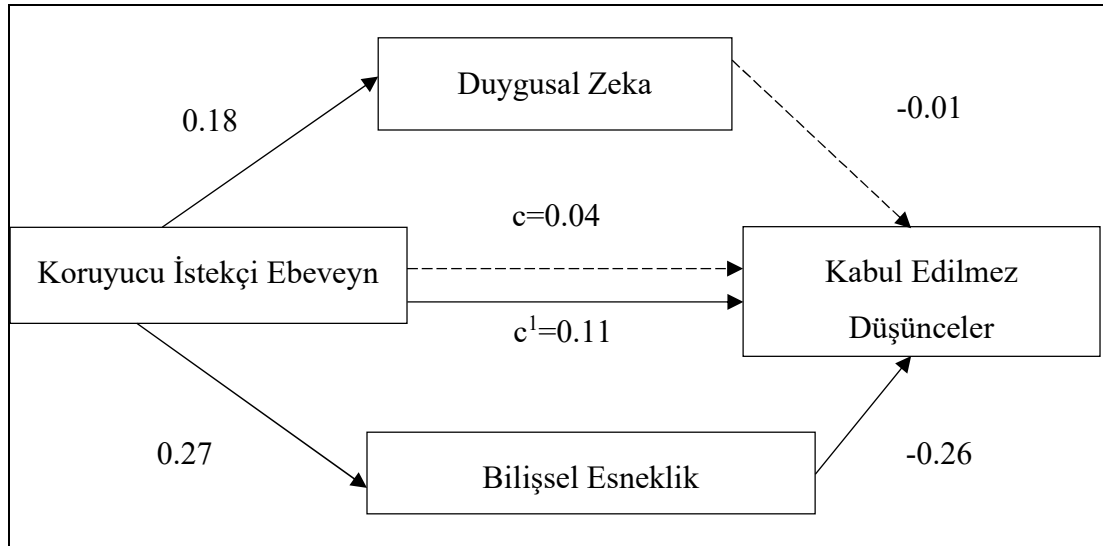 Duygusal Zeka
0.18
-0.01
c=0.04
Koruyucu İstekçi Ebeveyn
Kabul Edilmez
Düşünceler
c¹=0.11
0.27
Bilişsel Esneklik
-0.26